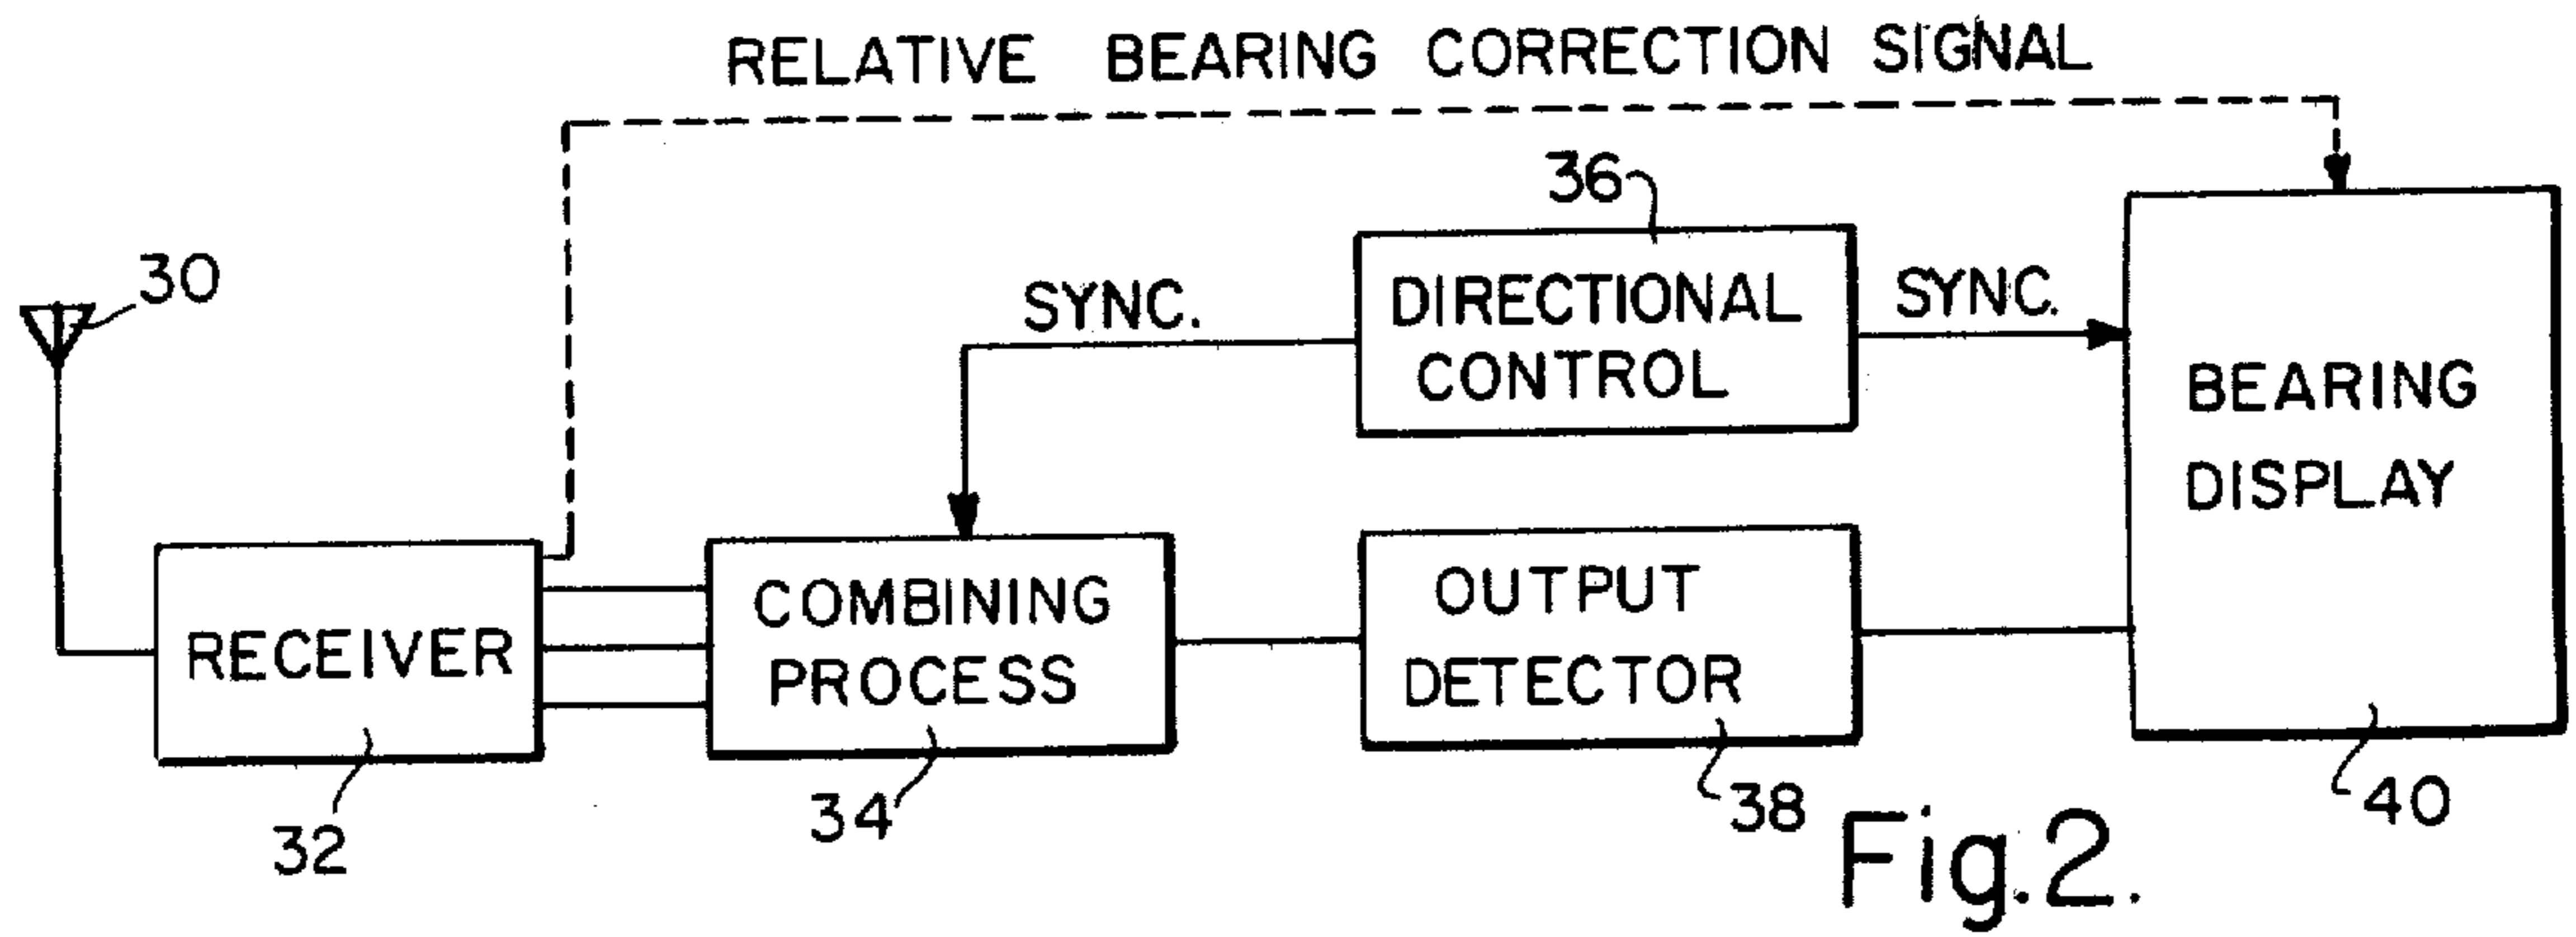 RELATIVE BEARING CORRECTION SIGNAL
36
30
SYNC.
DIRECTIONAL
CONTROL
SYNC.
BEARING
DISPLAY
RECEIVER
COMBINING
PROCESS
OUTPUT
DETECTOR
32
34
38
40
Fig.2.